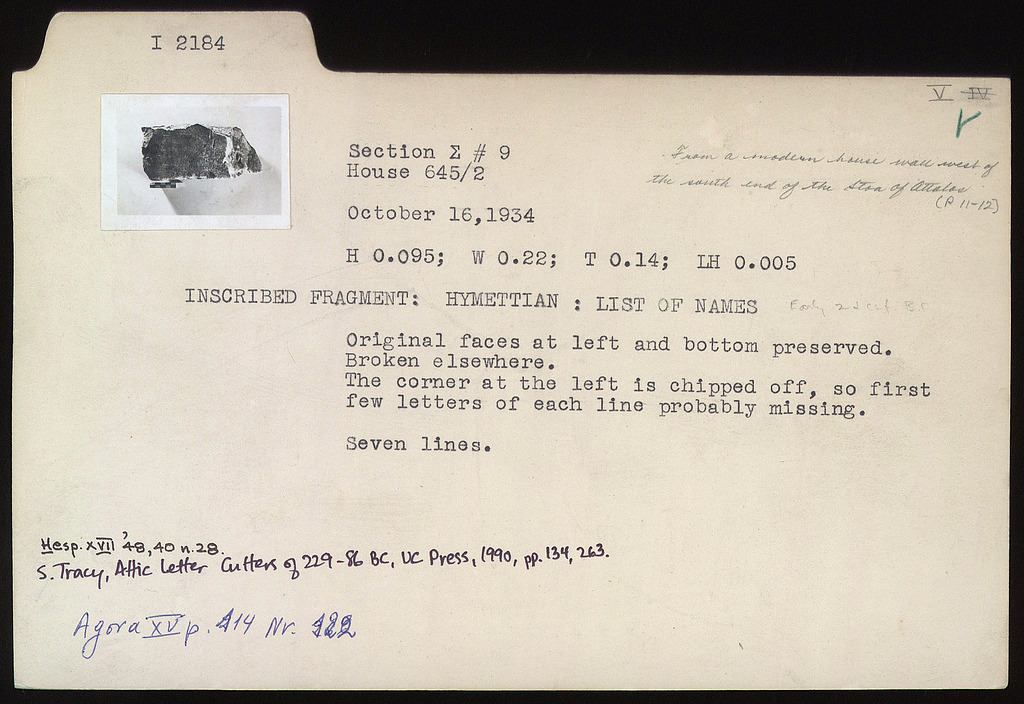 I 2184
V IV
Section Σ # 9
House 645/2
From a modern house wall west of
the south end of the Stoa of Attalos
(P 11-12)
October 16,1934
H 0.095; W 0.22; T 0.14; LH 0.005
INSCRIBED FRAGMENT: HYMETTIAN : LIST OF NAMES Early 2d cent. B.C
Original faces at left and bottom preserved.
Broken elsewhere.
The corner at the left is chipped off, so first
few letters of each line probably missing.
Seven lines.
Hesp. XVII '48, 40 n.28.
S. Tracy, Attic Letter Cutters of 229-86 BC, UC Press, 1990, pp. 134, 263.
Agora XV p. 114 Nr.